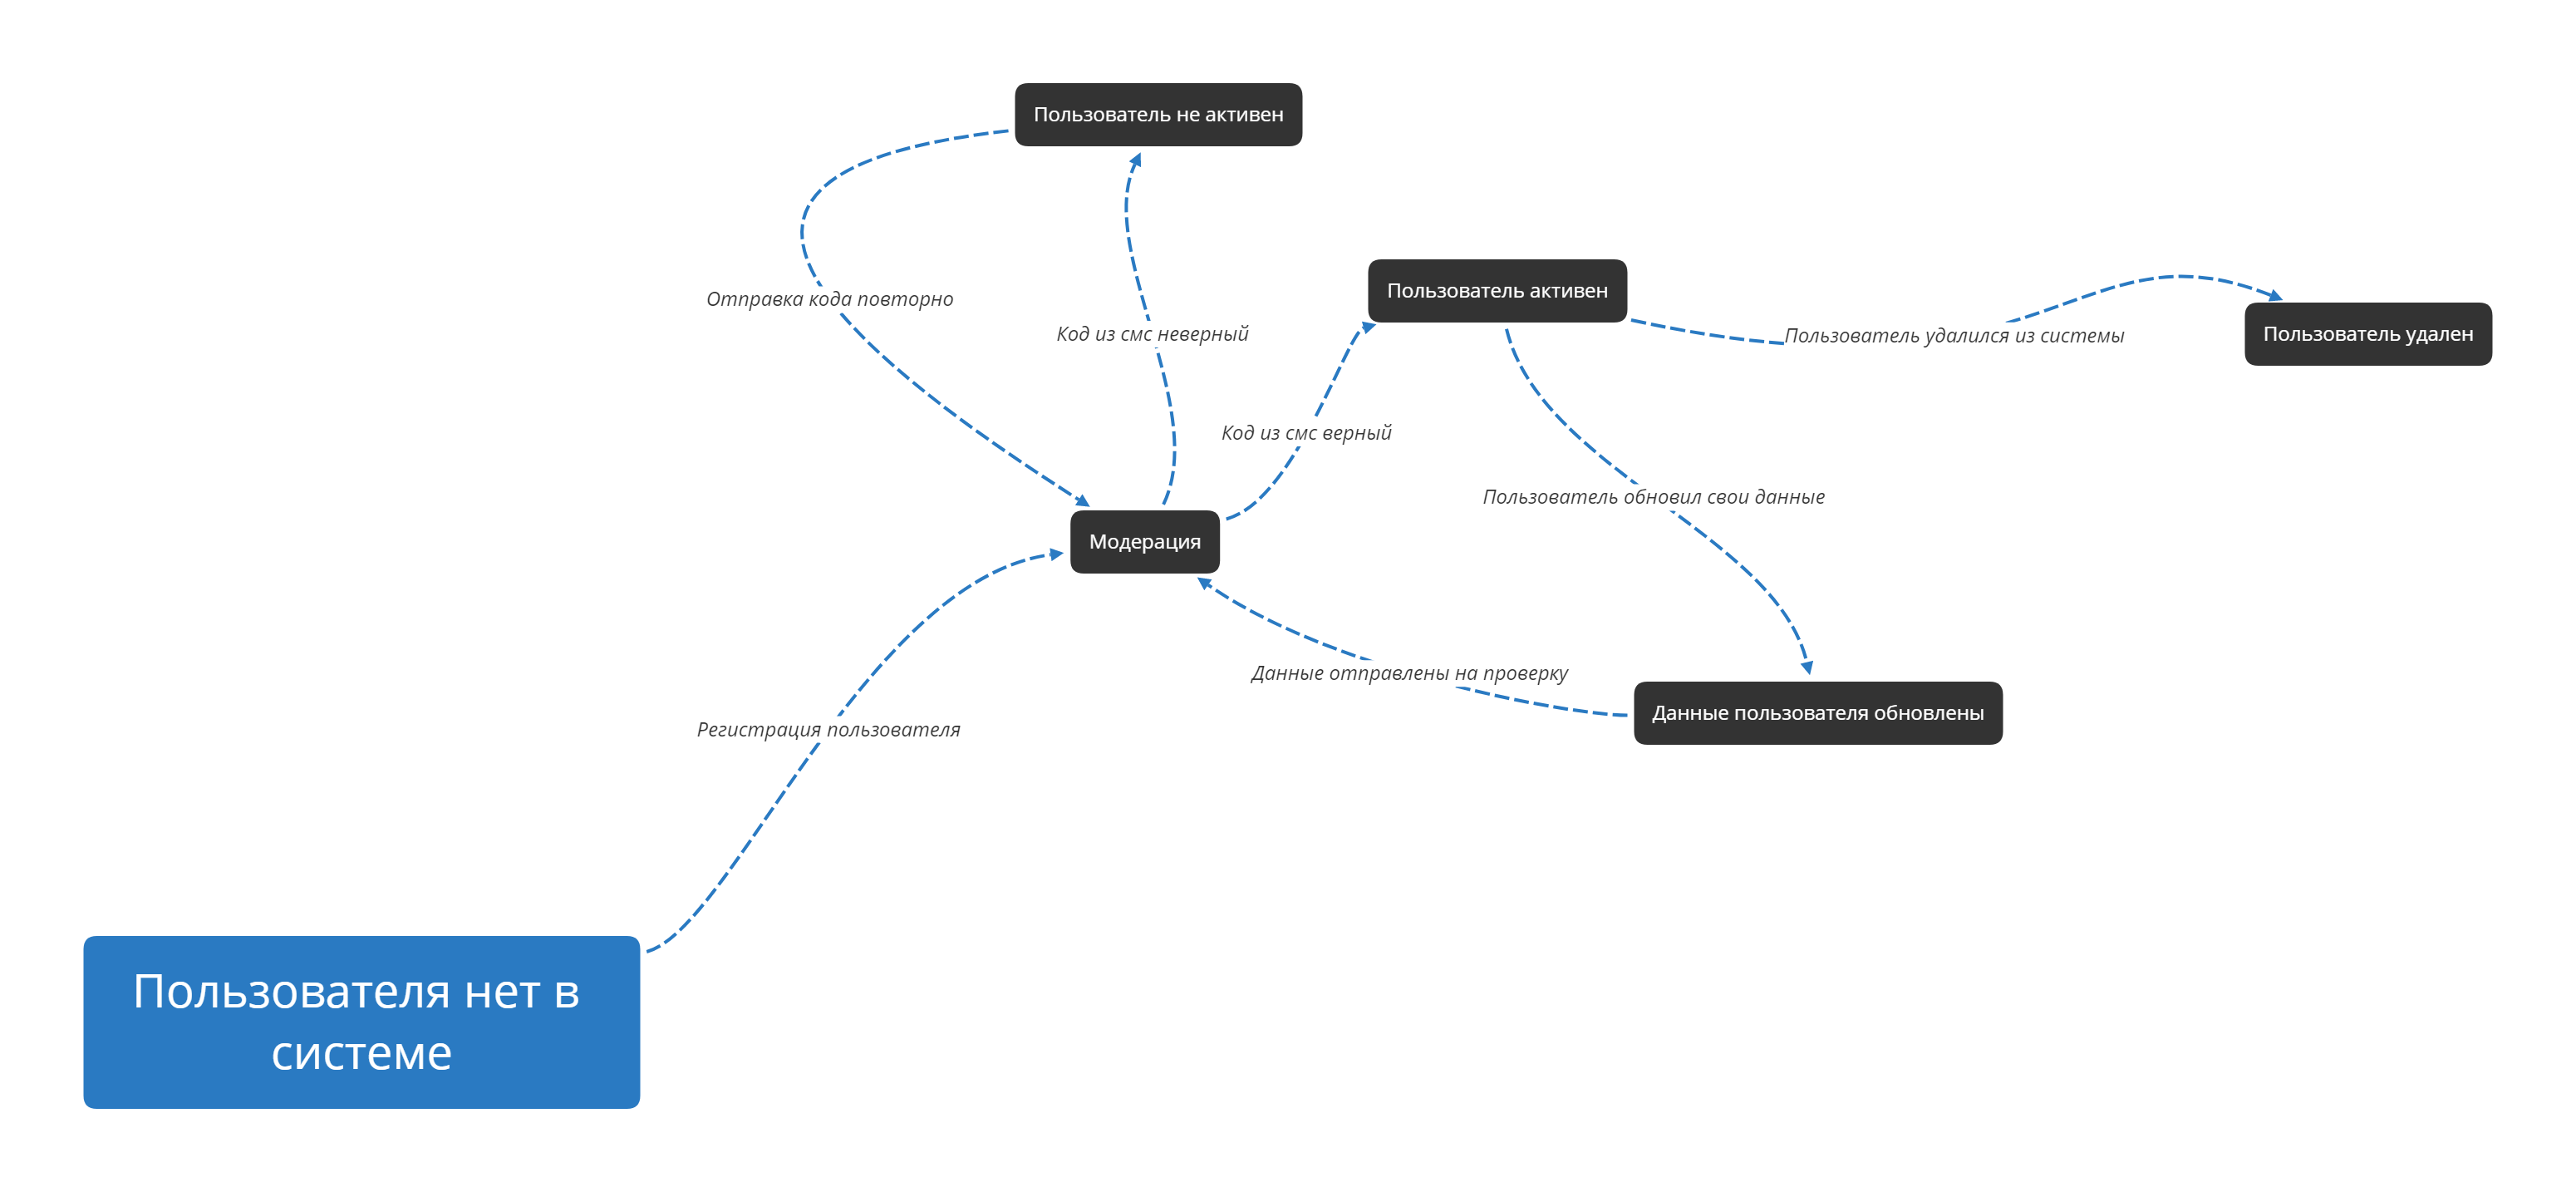 Пользователь не активен
Пользователь активен
Отправка кода повторно
Код из смс неверный
Пользователь удалился из системы
Пользователь удален
Код из смс верный
Пользователь обновил свои данные
Модерация
Данные отправлены на проверку
Данные пользователя обновлены
Регистрация пользователя
Пользователя нет в
системе